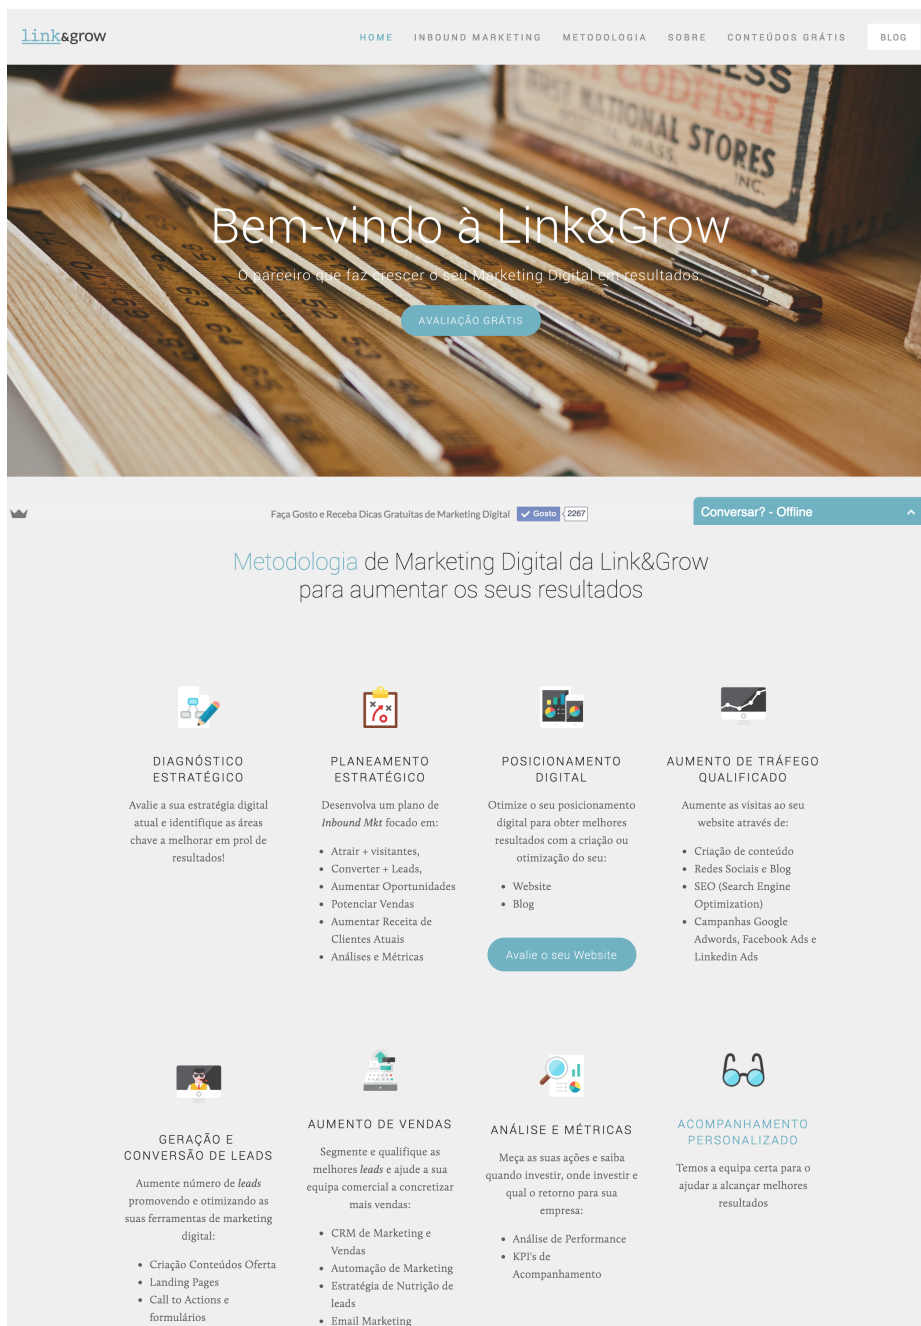 link&grow
HOME INBOUND MARKETING METODOLOGIA SOBRE CONTEÚDOS GRÁTIS BLOG
CODFISH
NATIONAL STORES
MASS.
INC.
Bem-vindo à Link&Grow
O parceiro que faz crescer o seu Marketing Digital em resultados.
AVALIAÇÃO GRÁTIS
Faça Gosto e Receba Dicas Gratuitas de Marketing Digital Gosto 2267
Conversar? - Offline
Metodologia de Marketing Digital da Link&Grow
para aumentar os seus resultados
DIAGNÓSTICO
ESTRATÉGICO
Avalie a sua estratégia digital
atual e identifique as áreas
chave a melhorar em prol de
resultados!
PLANEAMENTO
ESTRATÉGICO
Desenvolva um plano de
Inbound Mkt focado em:
• Atrair + visitantes,
• Converter + Leads,
• Aumentar Oportunidades
• Potenciar Vendas
• Aumentar Receita de
Clientes Atuais
• Análises e Métricas
POSICIONAMENTO
DIGITAL
Otimize o seu posicionamento
digital para obter melhores
resultados com a criação ou
otimização do seu:
• Website
• Blog
Avalie o seu Website
AUMENTO DE TRÁFEGO
QUALIFICADO
Aumente as visitas ao seu
website através de:
• Criação de conteúdo
• Redes Sociais e Blog
• SEO (Search Engine
Optimization)
• Campanhas Google
Adwords, Facebook Ads e
Linkedin Ads
GERAÇÃO E
CONVERSÃO DE LEADS
Aumente número de leads
promovendo e otimizando as
suas ferramentas de marketing
digital:
• Criação Conteúdos Oferta
• Landing Pages
• Call to Actions e
formulários
AUMENTO DE VENDAS
Segmente e qualifique as
melhores leads e ajude a sua
equipa comercial a concretizar
mais vendas:
• CRM de Marketing e
Vendas
• Automação de Marketing
• Estratégia de Nutrição de
leads
• Email Marketing
ANÁLISE E MÉTRICAS
Meça as suas ações e saiba
quando investir, onde investir e
qual o retorno para sua
empresa:
• Análise de Performance
• KPI's de
Acompanhamento
ACOMPANHAMENTO
PERSONALIZADO
Temos a equipa certa para o
ajudar a alcançar melhores
resultados